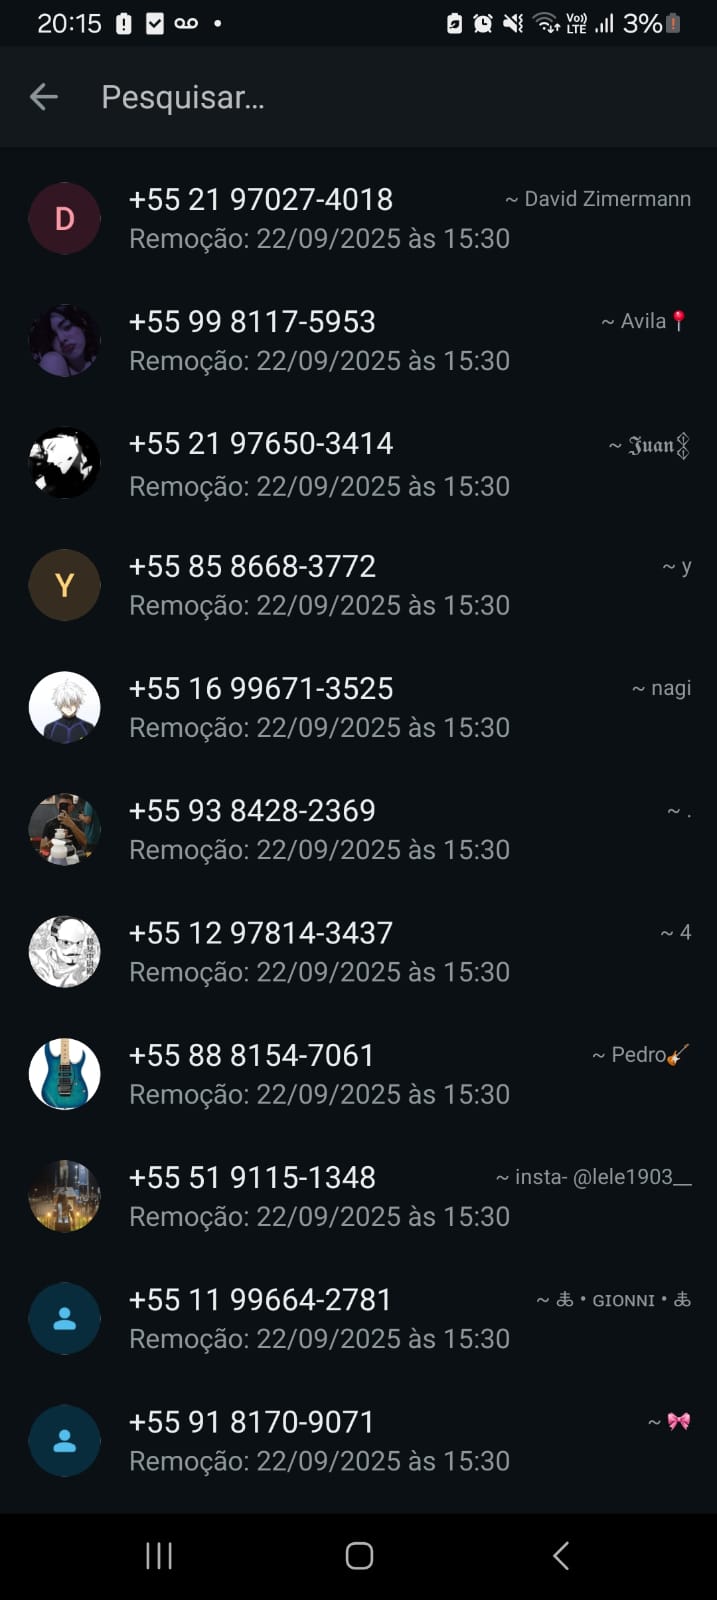 20:15
3%
Pesquisar...
D
+55 21 97027-4018
~ David Zimermann
Remoção: 22/09/2025 às 15:30
+55 99 8117-5953
~ Avila📍
Remoção: 22/09/2025 às 15:30
+55 21 97650-3414
~ 𝕵𝖚𝖆𝖓
Remoção: 22/09/2025 às 15:30
Y
+55 85 8668-3772
~ y
Remoção: 22/09/2025 às 15:30
+55 16 99671-3525
~ nagi
Remoção: 22/09/2025 às 15:30
+55 93 8428-2369
~ .
Remoção: 22/09/2025 às 15:30
+55 12 97814-3437
~ 4
Remoção: 22/09/2025 às 15:30
+55 88 8154-7061
~ Pedro🎸
Remoção: 22/09/2025 às 15:30
+55 51 9115-1348
~ insta- @lele1903__
Remoção: 22/09/2025 às 15:30
+55 11 99664-2781
~ • ɢɪᴏɴɴɪ •
Remoção: 22/09/2025 às 15:30
+55 91 8170-9071
~ 🎀
Remoção: 22/09/2025 às 15:30